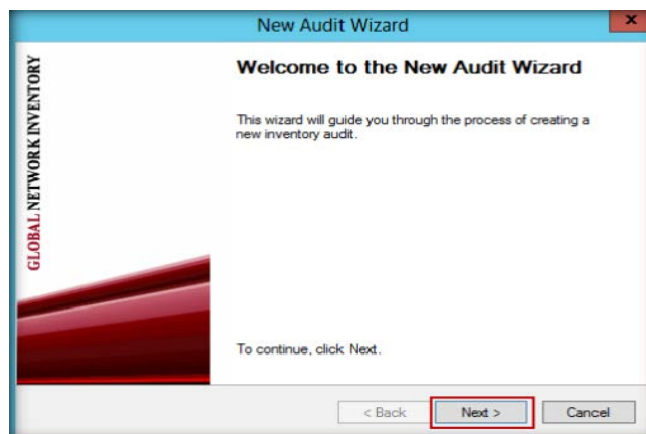 New Audit Wizard
x
GLOBAL NETWORK INVENTORY
Welcome to the New Audit Wizard
This wizard will guide you through the process of creating a
new inventory audit.
To continue, click Next.
< Back
Next >
Cancel